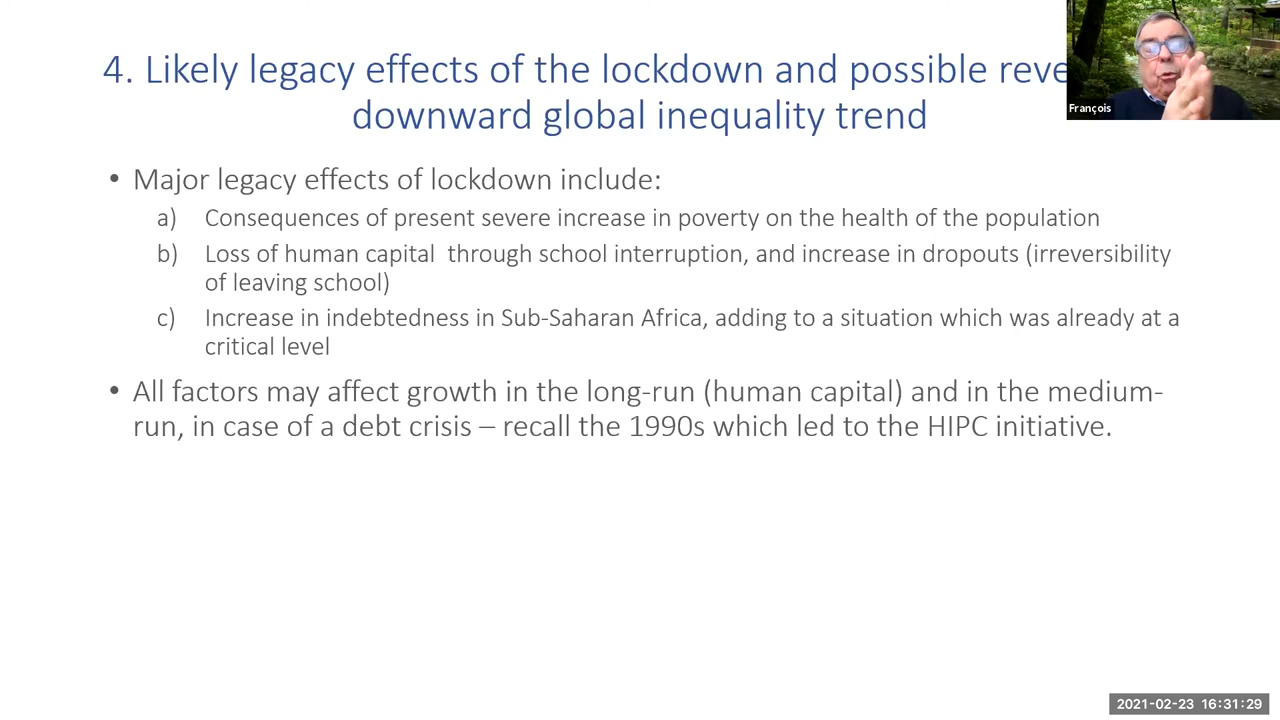 4. Likely legacy effects of the lockdown and possible
downward global inequality trend
François
• Major legacy effects of lockdown include:
a) Consequences of present severe increase in poverty on the health of the population
b) Loss of human capital through school interruption, and increase in dropouts (irreversibility
of leaving school)
c) Increase in indebtedness in Sub-Saharan Africa, adding to a situation which was already at a
critical level
• All factors may affect growth in the long-run (human capital) and in the medium-
run, in case of a debt crisis – recall the 1990s which led to the HIPC initiative.
2021-02-23 16:31:29